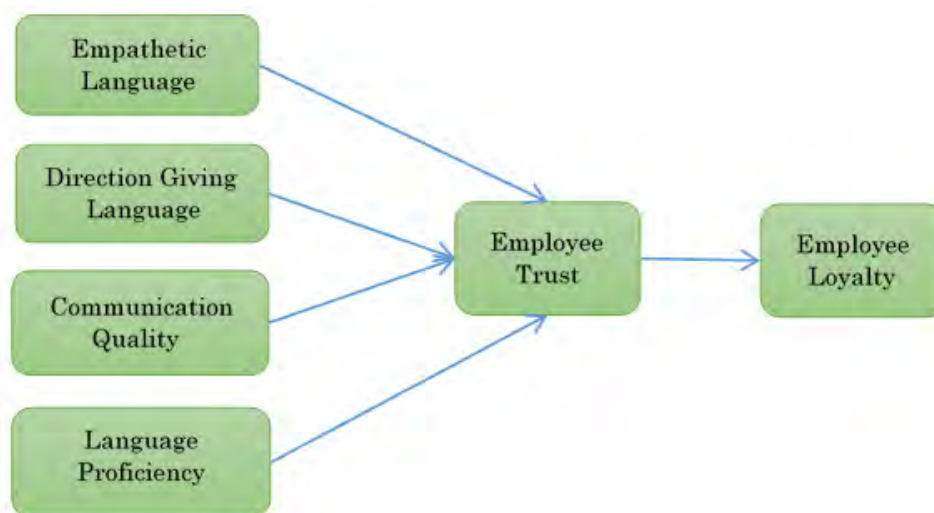 Empathetic
Language
Direction Giving
Language
Communication
Quality
Language
Proficiency
Employee
Trust
Employee
Loyalty